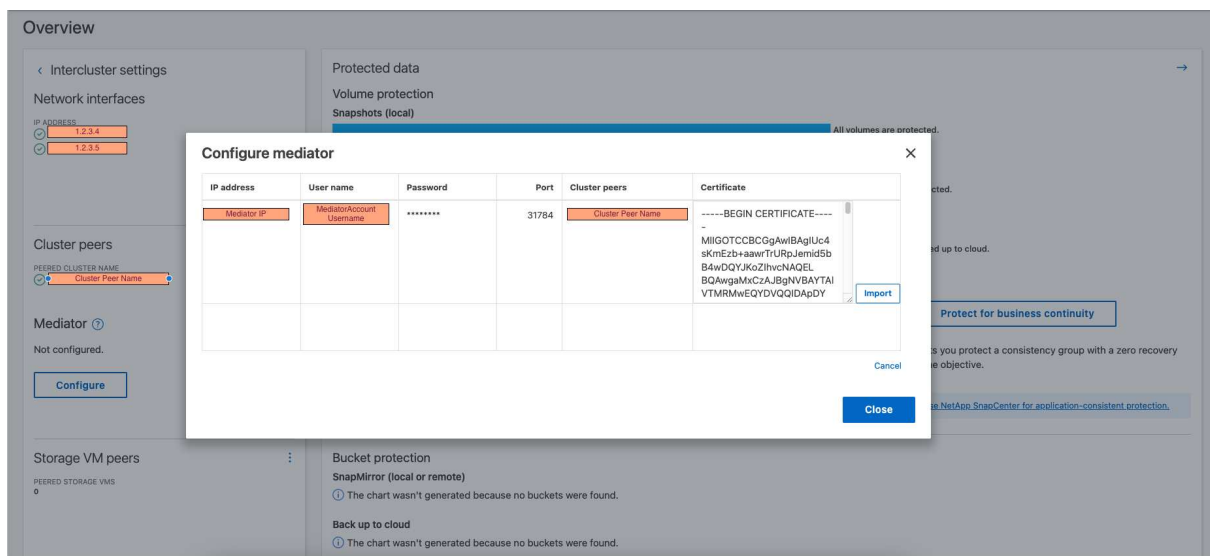 Overview
Intercluster settings
Network interfaces
IP ADDRESS
1.2.3.4
1.2.3.5
Cluster peers
PEERED CLUSTER NAME
Cluster Peer Name
Mediator
Not configured.
Configure
Storage VM peers
PEERED STORAGE VMS
0
Protected data
Volume protection
Snapshots (local)
All volumes are protected.
cted.
ed up to cloud.
Protect for business continuity
s you protect a consistency group with a zero recovery
e objective.
se NetApp SnapCenter for application-consistent protection.
Bucket protection
SnapMirror (local or remote)
The chart wasn't generated because no buckets were found.
Back up to cloud
The chart wasn't generated because no buckets were found.
Configure mediator
IP address User name Password Port Cluster peers Certificate
Mediator IP
MediatorAccount
Username
********
31784
Cluster Peer Name
-----BEGIN CERTIFICATE----
-
MIIGOTCCBCGgAwIBAgIUc4
sKmEzb+aawrTrURpJemid5b
B4wDQYJKoZIhvcNAQEL
BQAwgaMxCzAJBgNVBAYTAl
VTMRMwEQYDVQQIDApDY
Import
Cancel
Close